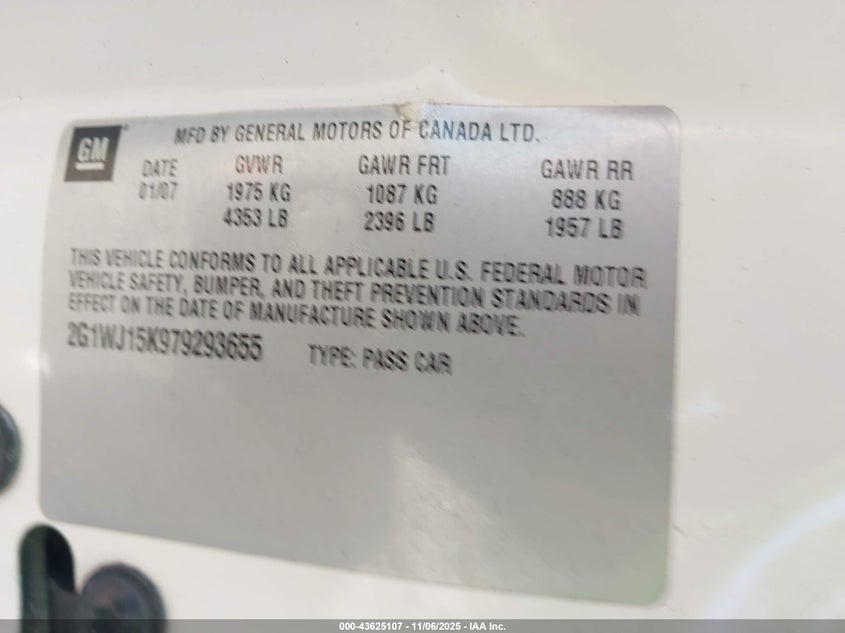 GM
MFD BY GENERAL MOTORS OF CANADA LTD.
DATE GVWR GAWR FRT GAWR RR
01/07 1975 KG 1087 KG 888 KG
4353 LB 2396 LB 1957 LB
THIS VEHICLE CONFORMS TO ALL APPLICABLE U.S. FEDERAL MOTOR
VEHICLE SAFETY, BUMPER, AND THEFT PREVENTION STANDARDS IN
EFFECT ON THE DATE OF MANUFACTURE SHOWN ABOVE.
2G1WJ15K979293655 TYPE: PASS CAR
000-43625107 - 11/06/2025 - IAA Inc.